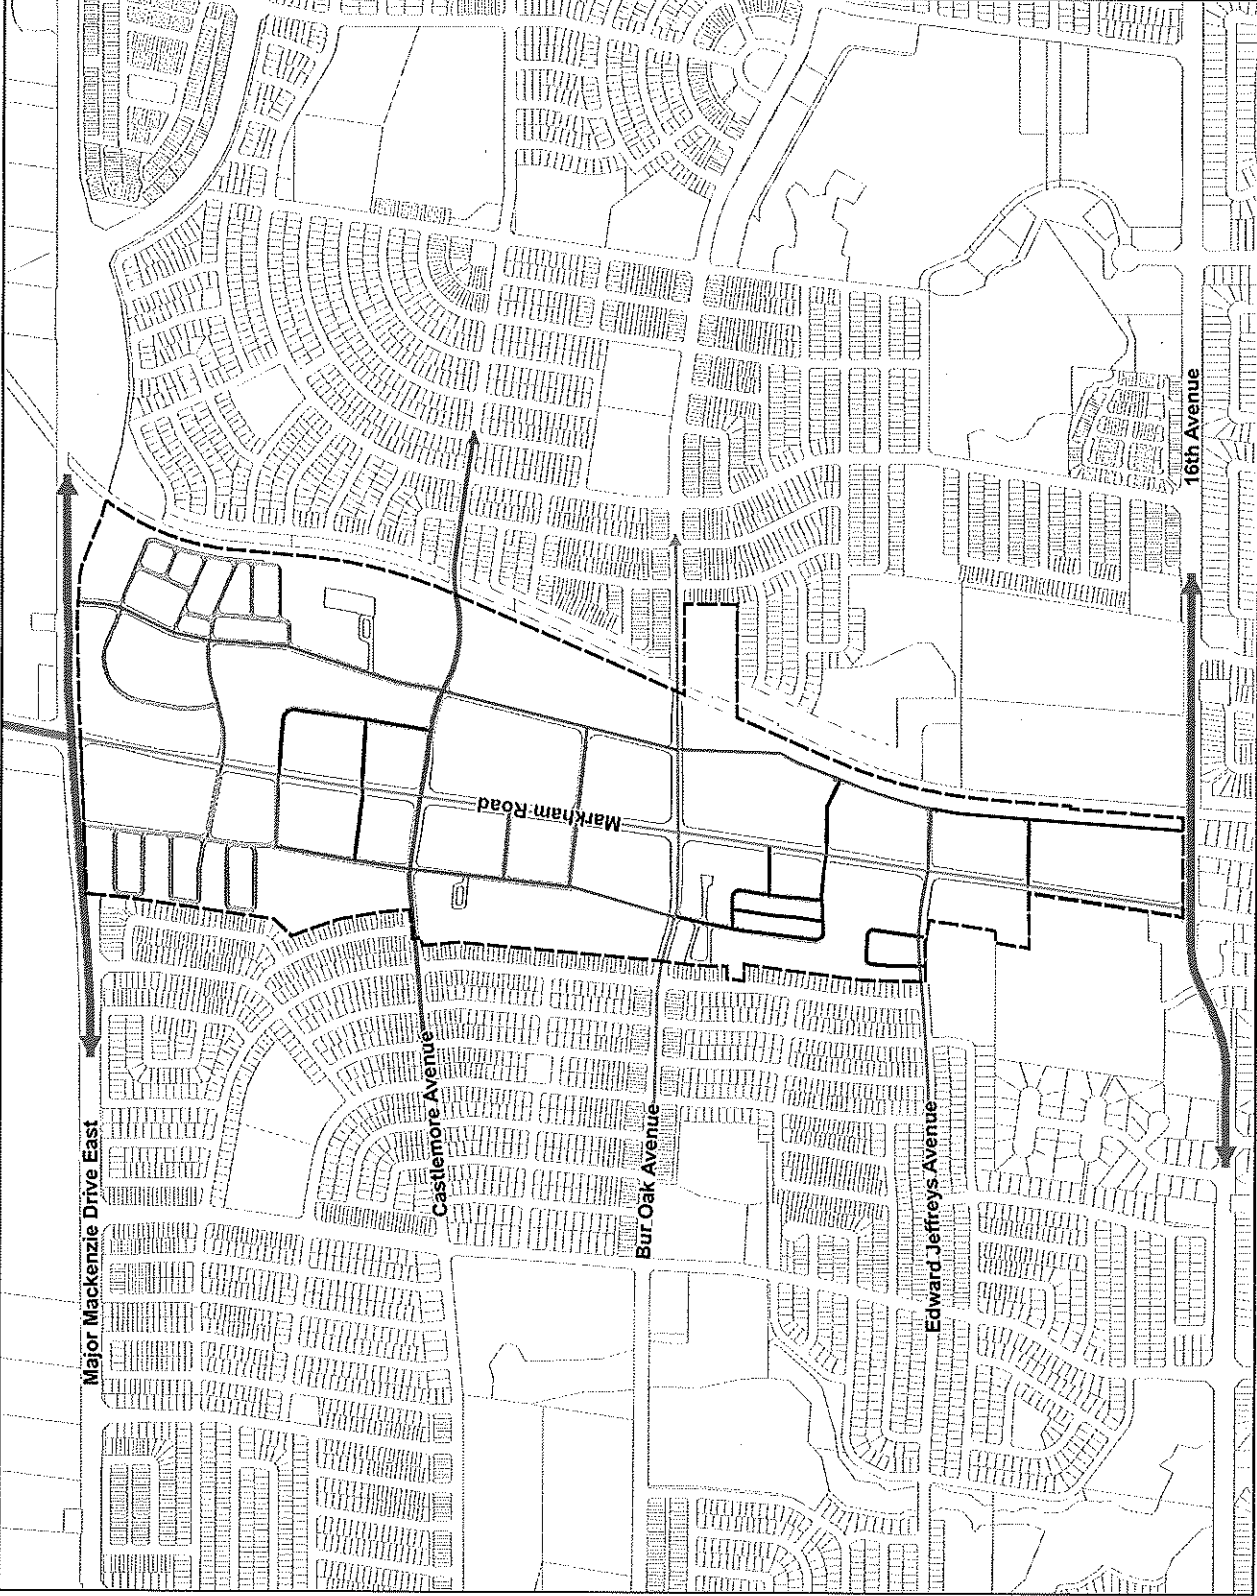 Major Mackenzie Drive East
Castlemore Avenue
Markham Road
Bur Oak Avenue
Edward Jeffreys Avenue
16th Avenue